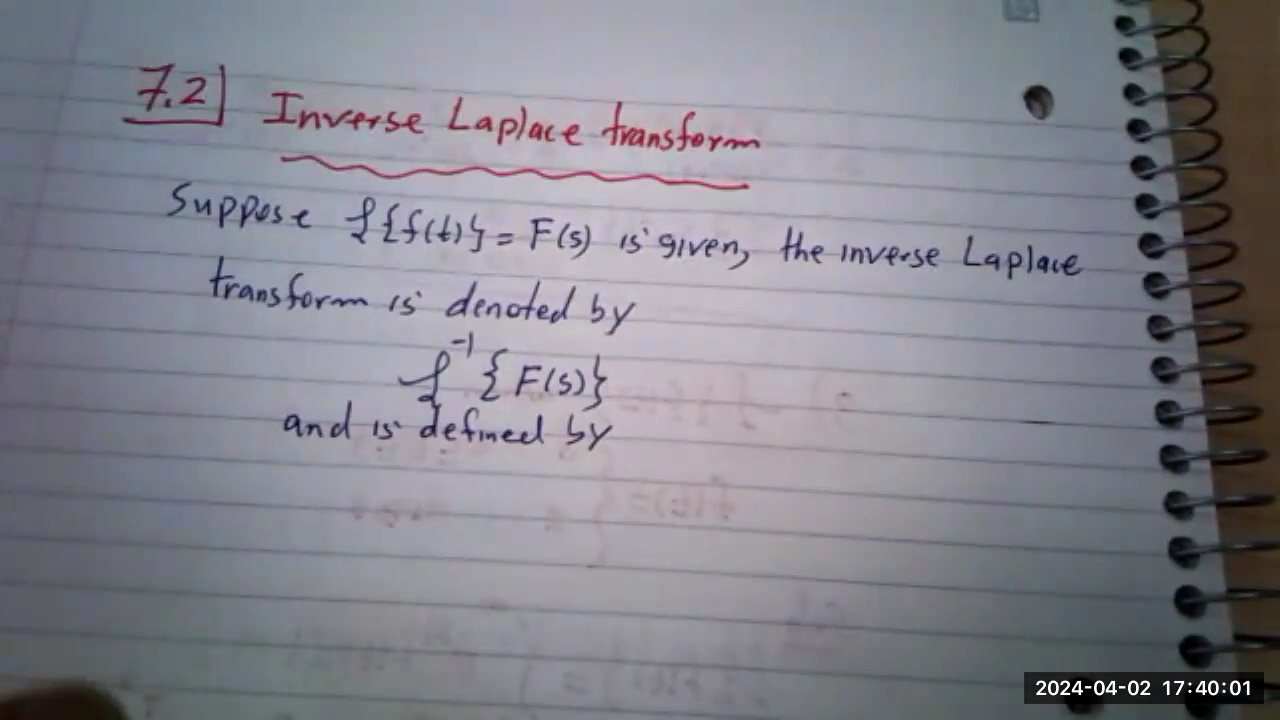 7.2 Inverse Laplace transform
Suppose ℒ{f(t)} = F(s) is given, the inverse Laplace
transform is denoted by
ℒ⁻¹{F(s)}
and is defined by
2024-04-02 17:40:01